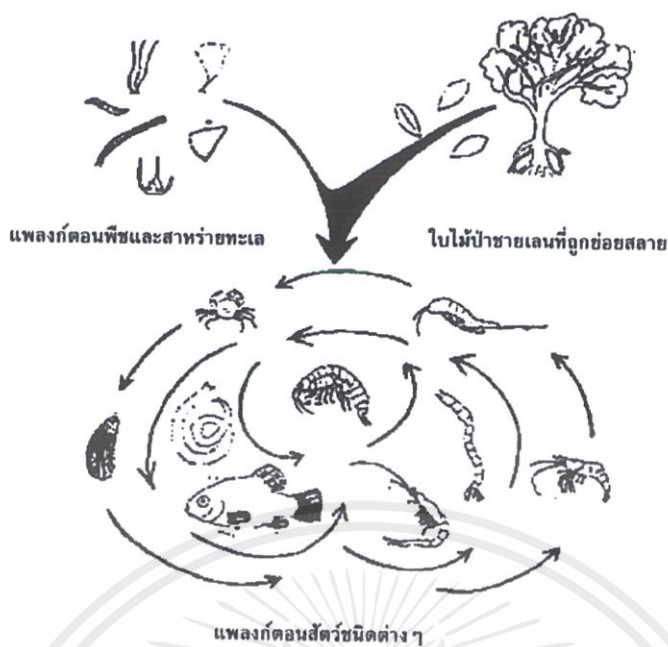 แพลงก์ตอนพืชและสาหร่ายทะเล
ใบไม้ป่าชายเลนที่ถูกย่อยสลาย
แพลงก์ตอนสัตว์ชนิดต่างๆ